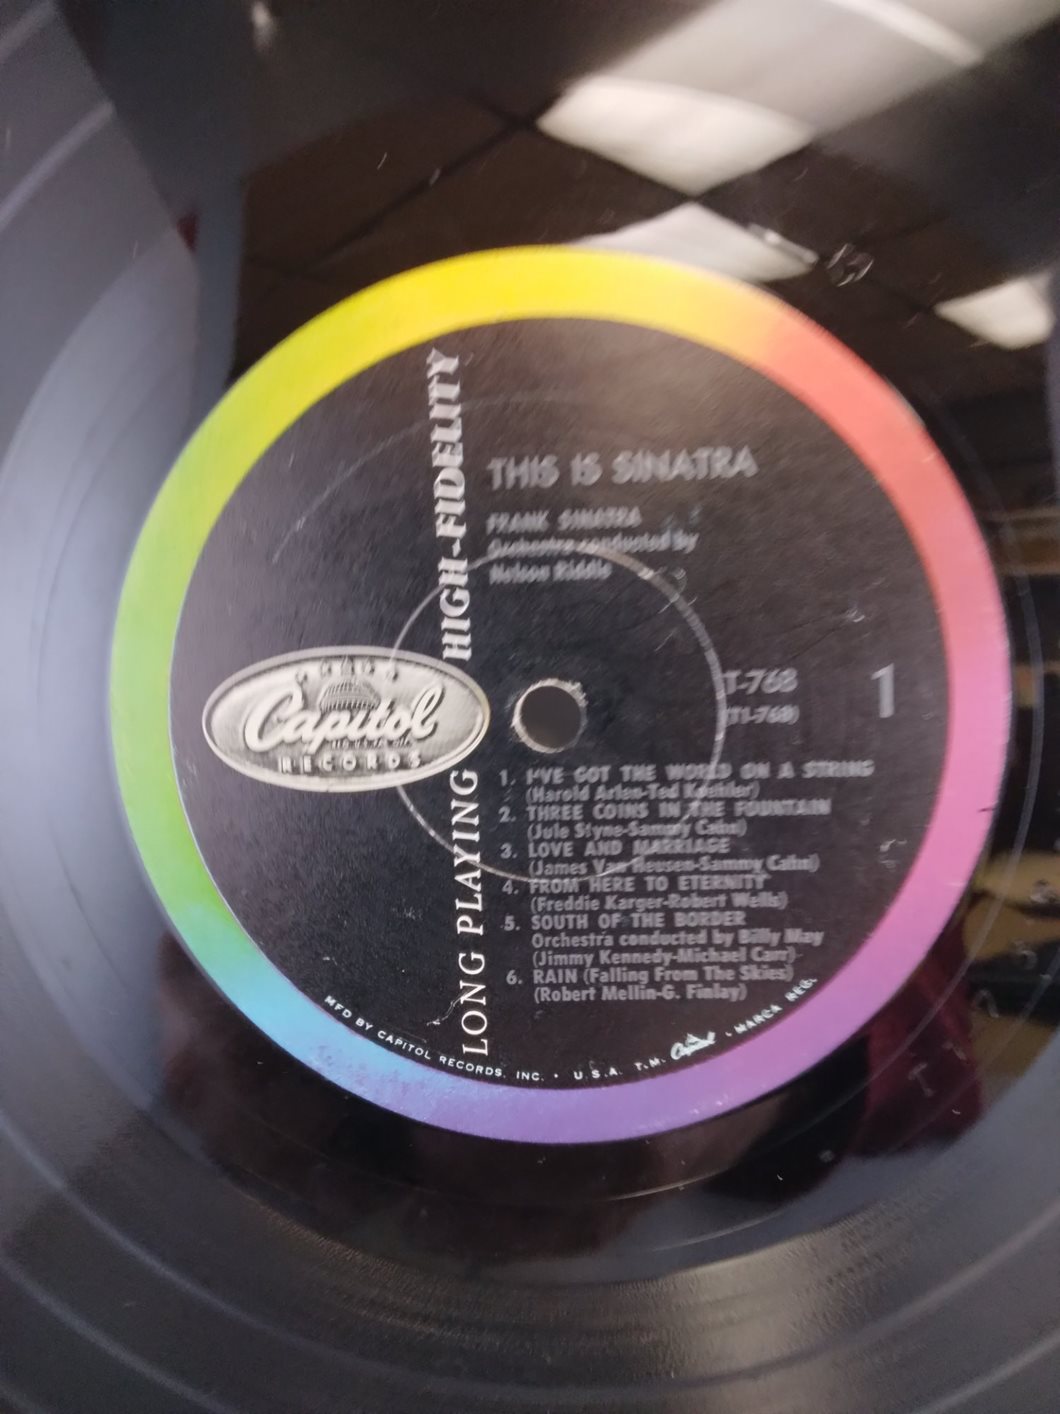 HIGH-FIDELITY
LONG PLAYING
Capitol
RECORDS
THIS IS SINATRA
FRANK SINATRA
Orchestra conducted by
Nelson Riddle
T-768
(T1-768)
1
1. I'VE GOT THE WORLD ON A STRING
(Harold Arlen-Ted Koehler)
2. THREE COINS IN THE FOUNTAIN
(Jule Styne-Sammy Cahn)
3. LOVE AND MARRIAGE
(James Van Heusen-Sammy Cahn)
4. FROM HERE TO ETERNITY
(Freddie Karger-Robert Wells)
5. SOUTH OF THE BORDER
Orchestra conducted by Billy May
(Jimmy Kennedy-Michael Carr)
6. RAIN (Falling From The Skies)
(Robert Mellin-G. Finlay)
MFD BY CAPITOL RECORDS, INC. • U.S.A. T.M. Capitol • MARCA REG.